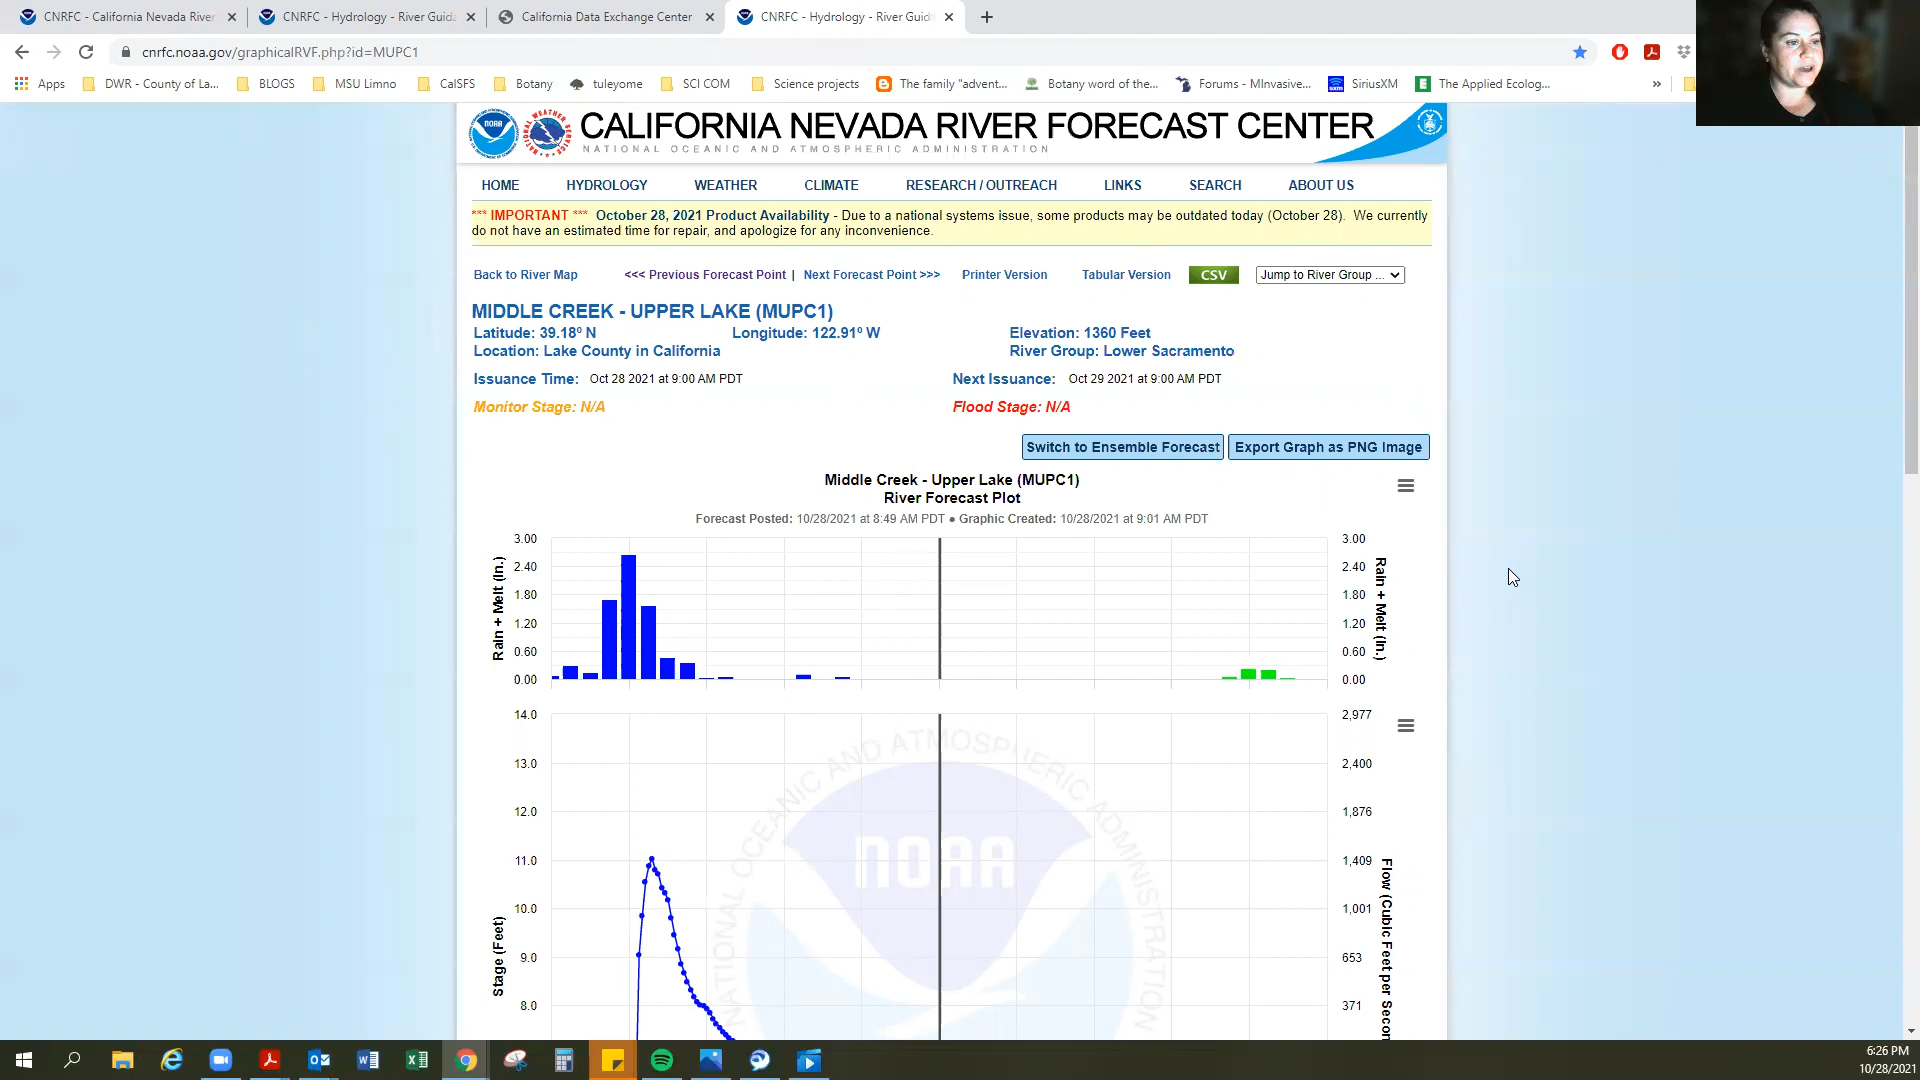 CNRFC - California Nevada River
CNRFC - Hydrology - River Guida
California Data Exchange Center
CNRFC - Hydrology - River Guid
cnrfc.noaa.gov/graphicalRVF.php?id=MUPC1
Apps
DWR - County of La...
BLOGS
MSU Limno
CalSFS
Botany
tuleyome
SCI COM
Science projects
The family "advent...
Botany word of the...
Forums - MInvasive...
SiriusXM
The Applied Ecolog...
CALIFORNIA NEVADA RIVER FORECAST CENTER
NATIONAL OCEANIC AND ATMOSPHERIC ADMINISTRATION
HOME HYDROLOGY WEATHER CLIMATE RESEARCH / OUTREACH LINKS SEARCH ABOUT US
*** IMPORTANT *** October 28, 2021 Product Availability - Due to a national systems issue, some products may be outdated today (October 28). We currently
do not have an estimated time for repair, and apologize for any inconvenience.
Back to River Map <<< Previous Forecast Point | Next Forecast Point >>> Printer Version Tabular Version CSV Jump to River Group ...
MIDDLE CREEK - UPPER LAKE (MUPC1)
Latitude: 39.18º N Longitude: 122.91º W Elevation: 1360 Feet
Location: Lake County in California River Group: Lower Sacramento
Issuance Time: Oct 28 2021 at 9:00 AM PDT Next Issuance: Oct 29 2021 at 9:00 AM PDT
Monitor Stage: N/A Flood Stage: N/A
Switch to Ensemble Forecast Export Graph as PNG Image
Middle Creek - Upper Lake (MUPC1)
River Forecast Plot
Forecast Posted: 10/28/2021 at 8:49 AM PDT ● Graphic Created: 10/28/2021 at 9:01 AM PDT
Rain + Melt (In.)
3.00 3.00
2.40 2.40
1.80 1.80
1.20 1.20
0.60 0.60
0.00 0.00
Rain + Melt (In.)
14.0 2,977
13.0 2,400
12.0 1,876
11.0 1,409
10.0 1,001
9.0 653
8.0 371
Stage (Feet)
Flow (Cubic Feet per Secon
NATIONAL OCEANIC AND ATMOSPHERIC ADMINISTRATION
NOAA
6:26 PM
10/28/2021